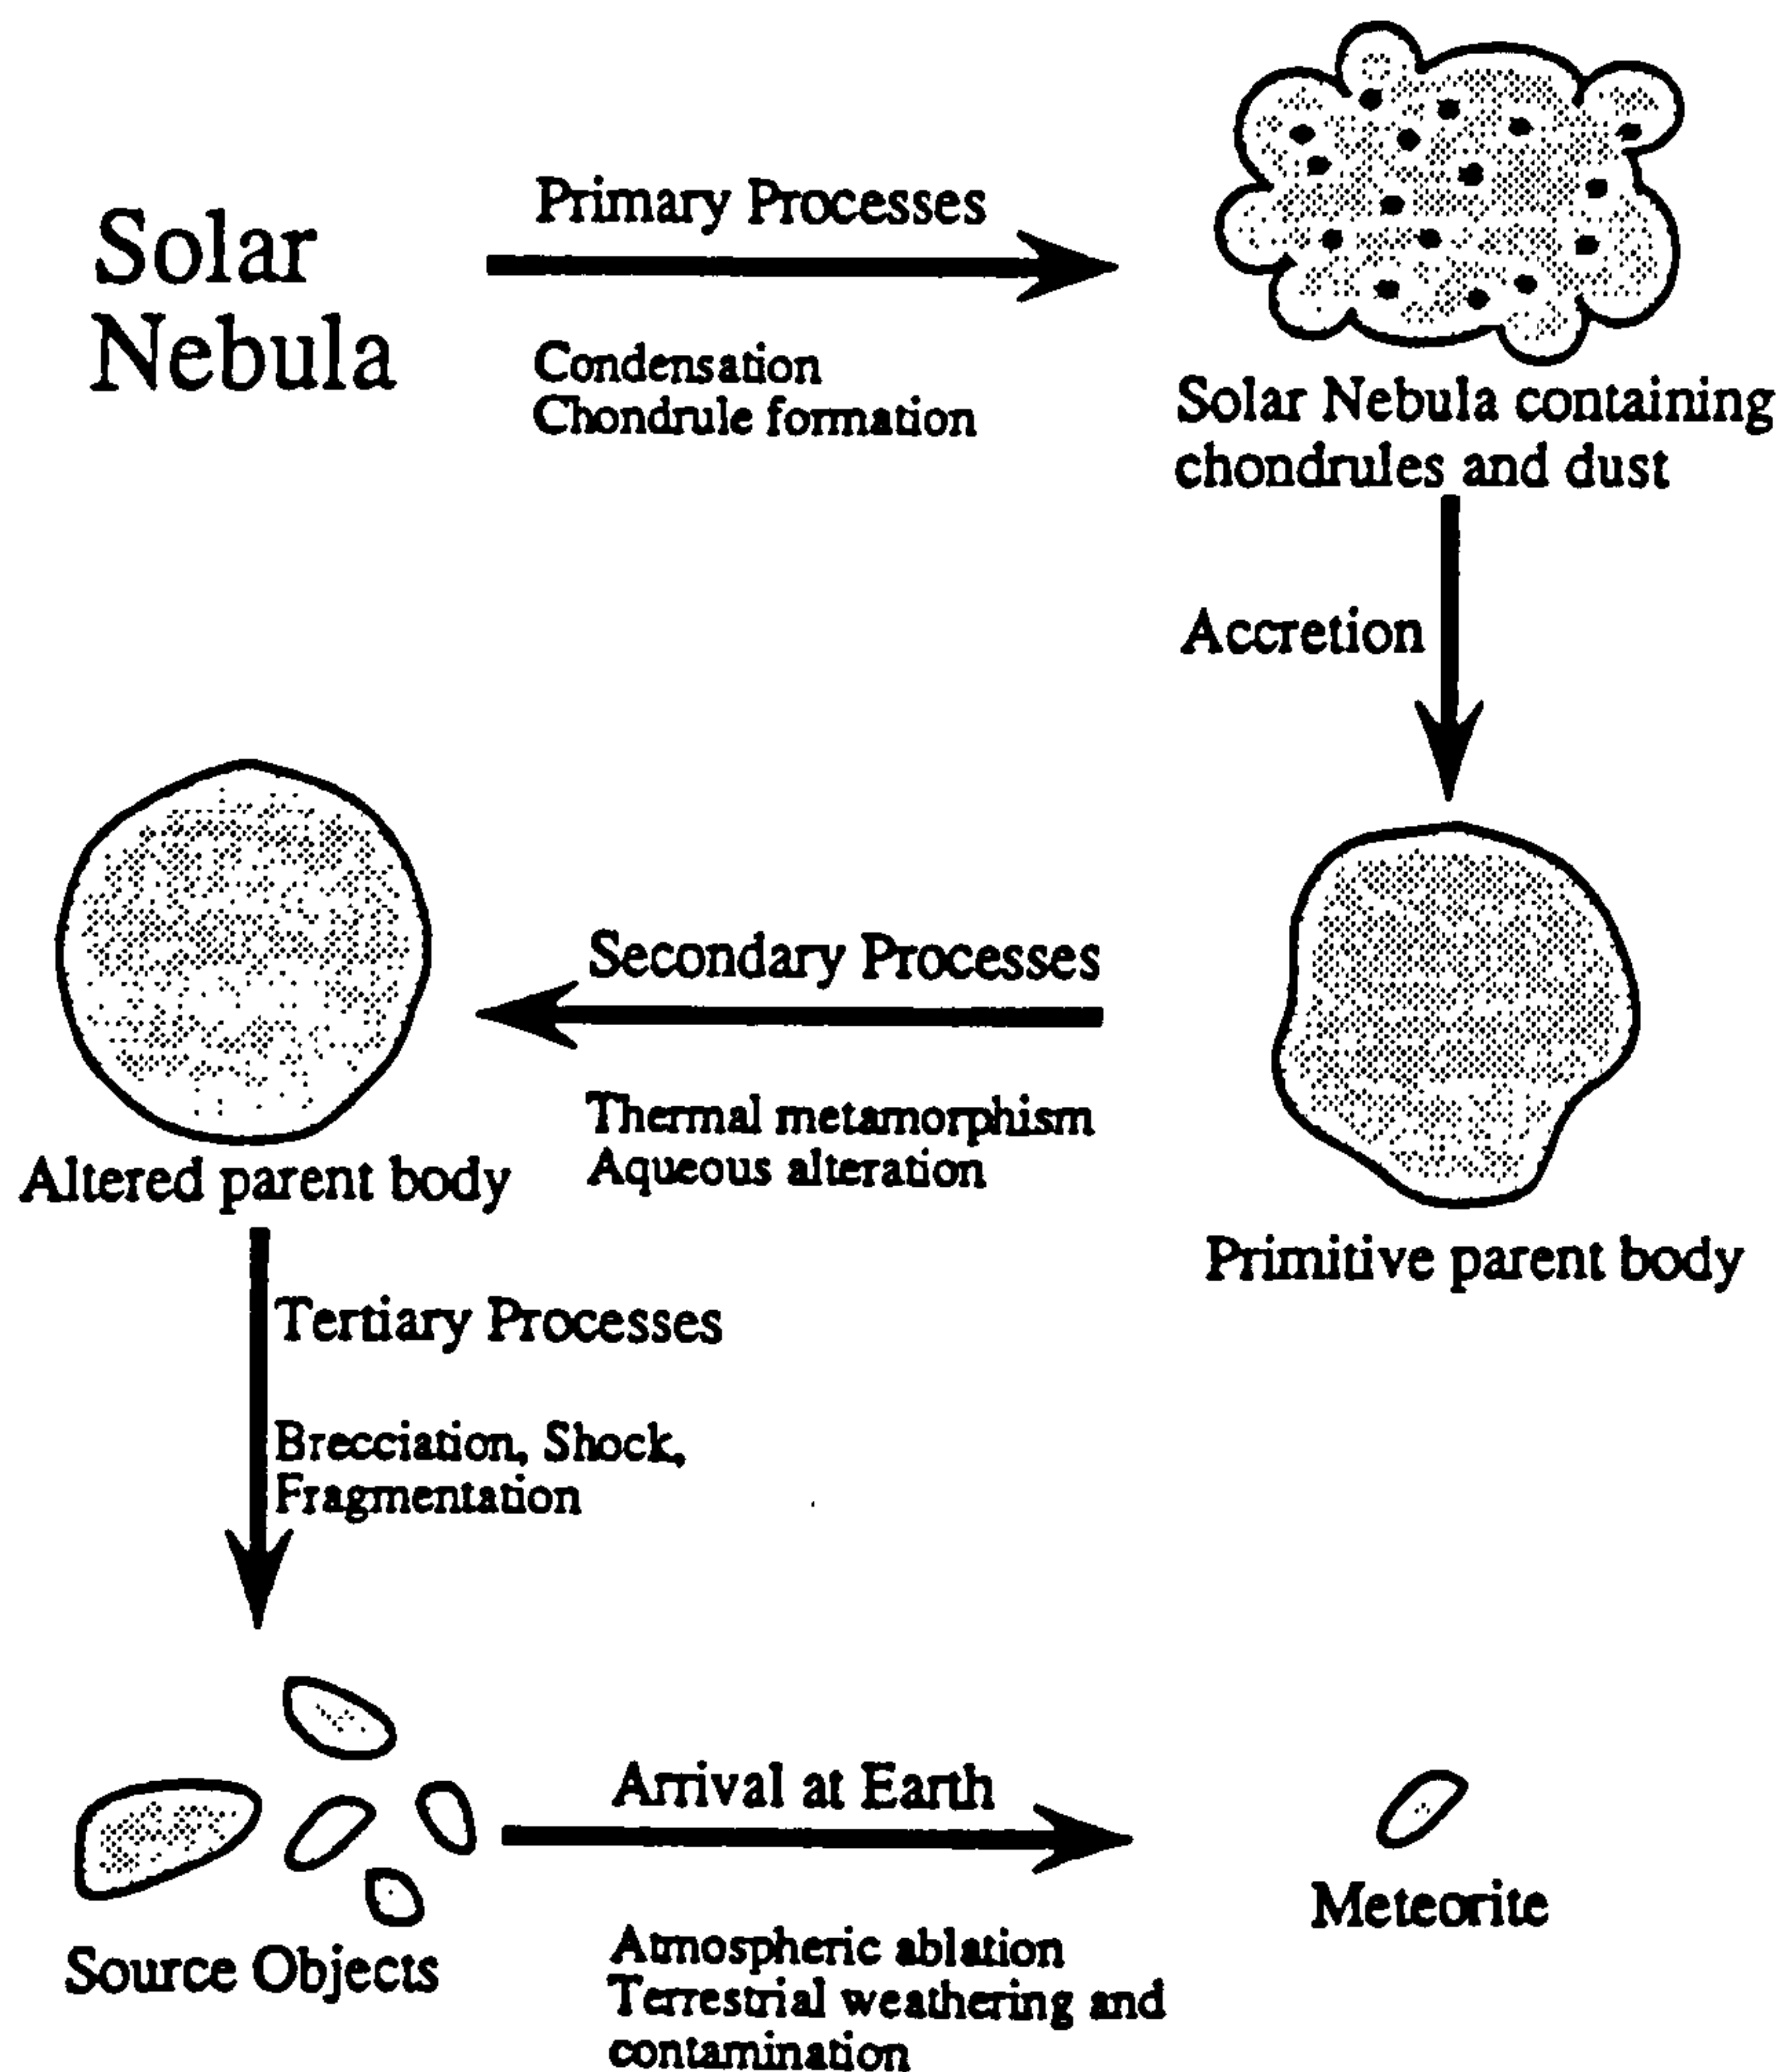 Solar
Nebula
Primary Processes
Condensation
Chondrule formation
Solar Nebula containing
chondrules and dust
Accretion
Primitive parent body
Secondary Processes
Thermal metamorphism
Aqueous alteration
Altered parent body
Tertiary Processes
Brecciation, Shock,
Fragmentation
Source Objects
Arrival at Earth
Atmospheric ablation
Terrestrial weathering and
contamination
Meteorite